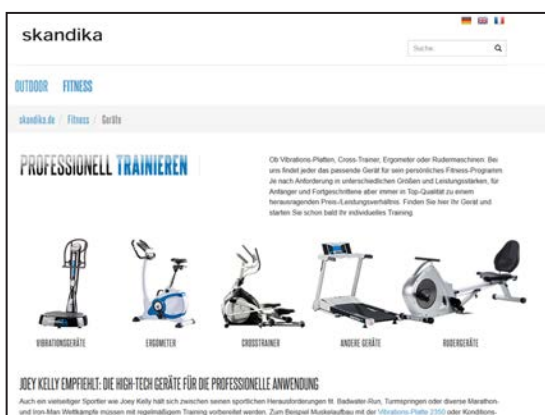 skandika
Suche:
OUTDOOR FITNESS
skandika.de / Fitness / Geräte
PROFESSIONELL TRAINIEREN
Ob Vibrations-Platten, Cross-Trainer, Ergometer oder Rudermaschinen. Bei
uns findet jeder das passende Gerät für sein persönliches Fitness-Programm.
Je nach Anforderung in unterschiedlichen Größen und Leistungsstärken, für
Anfänger und Fortgeschrittene aber immer in Top-Qualität zu einem
herausragenden Preis-/Leistungsverhältnis. Finden Sie hier Ihr Gerät und
starten Sie schon bald Ihr individuelles Training.
VIBRATIONSGERÄTE ERGOMETER CROSSTRAINER ANDERE GERÄTE RUDERGERÄTE
JOEY KELLY EMPFIEHLT: DIE HIGH-TECH GERÄTE FÜR DIE PROFESSIONELLE ANWENDUNG
Auch ein vielseitiger Sportler wie Joey Kelly hält sich zwischen seinen sportlichen Herausforderungen fit. Badwater-Run, Turmspringen oder diverse Marathon-
und Iron-Man Wettkämpfe müssen mit regelmäßigem Training vorbereitet werden. Zum Beispiel Muskelaufbau mit der Vibrations-Platte 2350 oder Konditions-